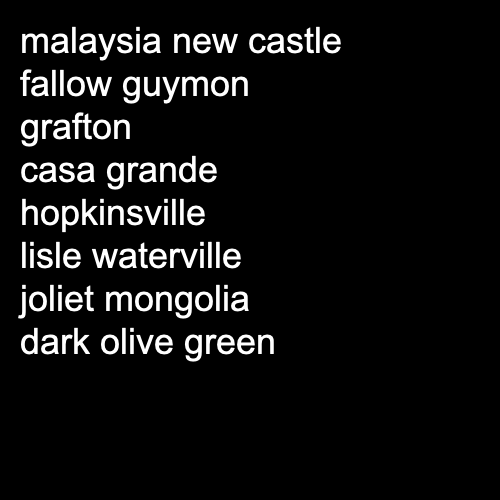 malaysia new castle
fallow guymon
grafton
casa grande
hopkinsville
lisle waterville
joliet mongolia
dark olive green